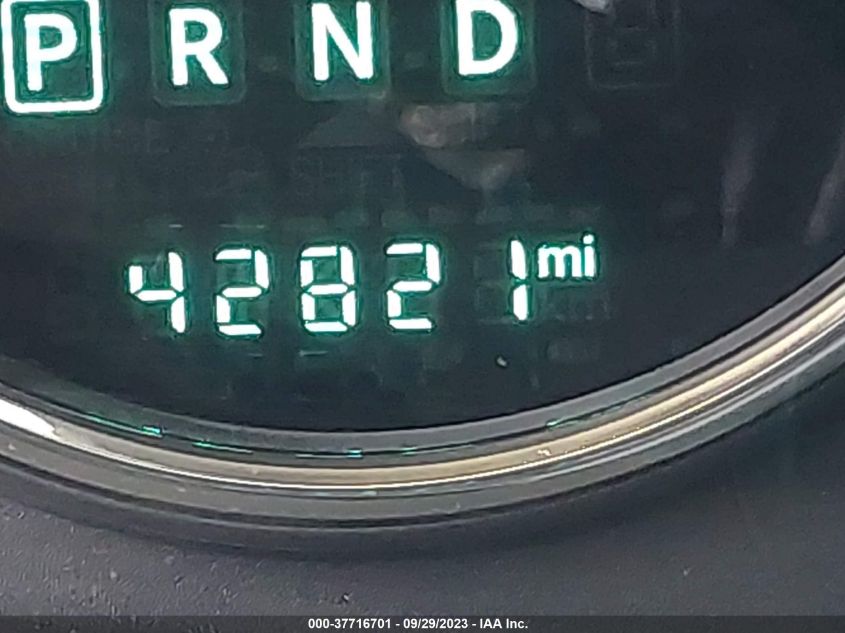 P R N D
42821 mi
000-37716701 - 09/29/2023 - IAA Inc.